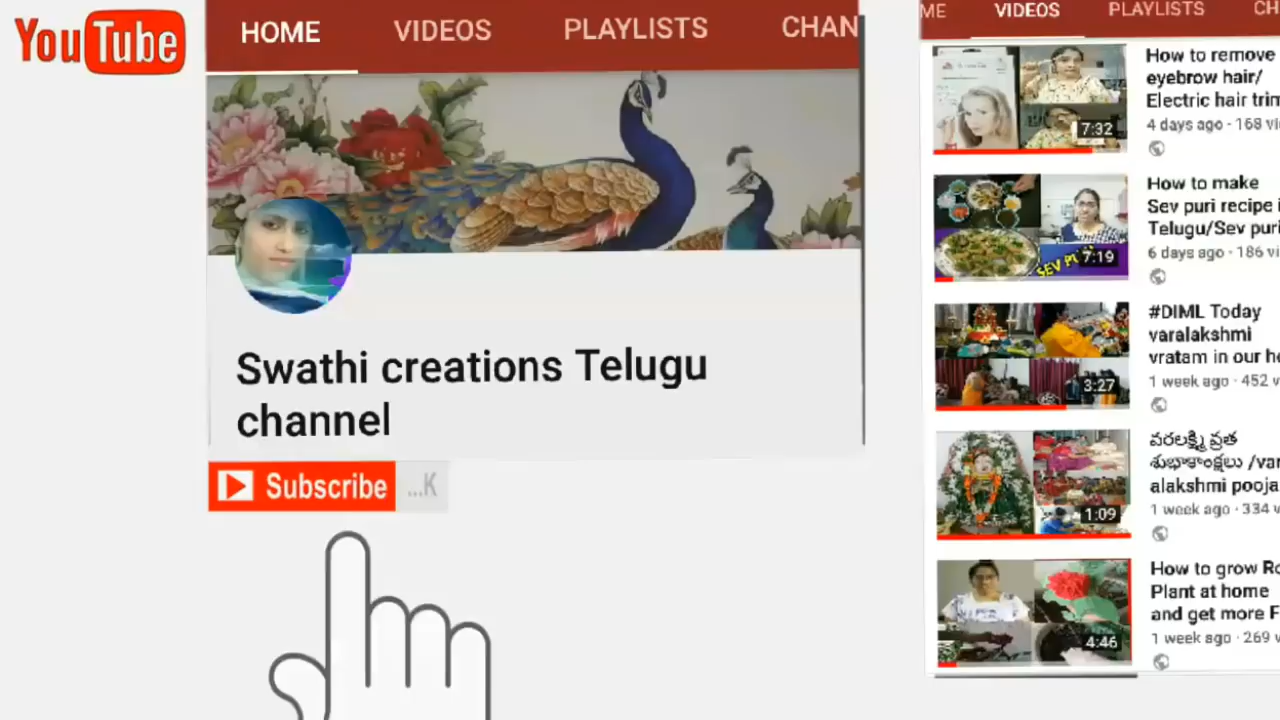 YouTube
HOME VIDEOS PLAYLISTS CHAN
Swathi creations Telugu
channel
Subscribe ...K
ME VIDEOS PLAYLISTS CH
How to remove
eyebrow hair/
Electric hair trim
4 days ago · 168 vi
7:32
How to make
Sev puri recipe i
Telugu/Sev puri
6 days ago · 186 vi
SEV PU
7:19
#DIML Today
varalakshmi
vratam in our ho
1 week ago · 452 v
3:27
వరలక్ష్మి వ్రత
శుభాకాంక్షలు /var
alakshmi pooja
1 week ago · 334 v
1:09
How to grow Ro
Plant at home
and get more F
1 week ago · 269 v
4:46